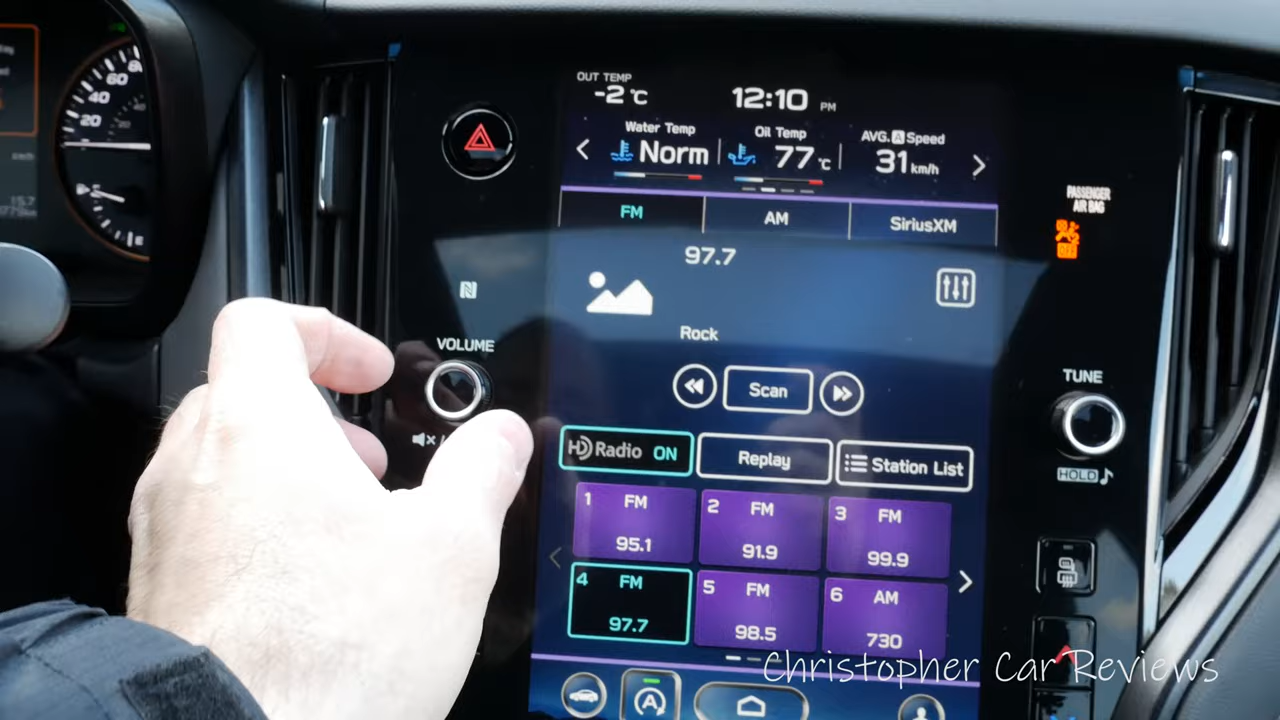 OUT TEMP
-2°C
12:10 PM
Water Temp
Norm
Oil Temp
77°C
AVG. A Speed
31 km/h
FM
AM
SiriusXM
97.7
Rock
Scan
HD Radio ON
Replay
Station List
1 FM
95.1
2 FM
91.9
3 FM
99.9
4 FM
97.7
5 FM
98.5
6 AM
730
VOLUME
TUNE
HOLD
PASSENGER
AIR BAG
60
40
20
Christopher Car Reviews